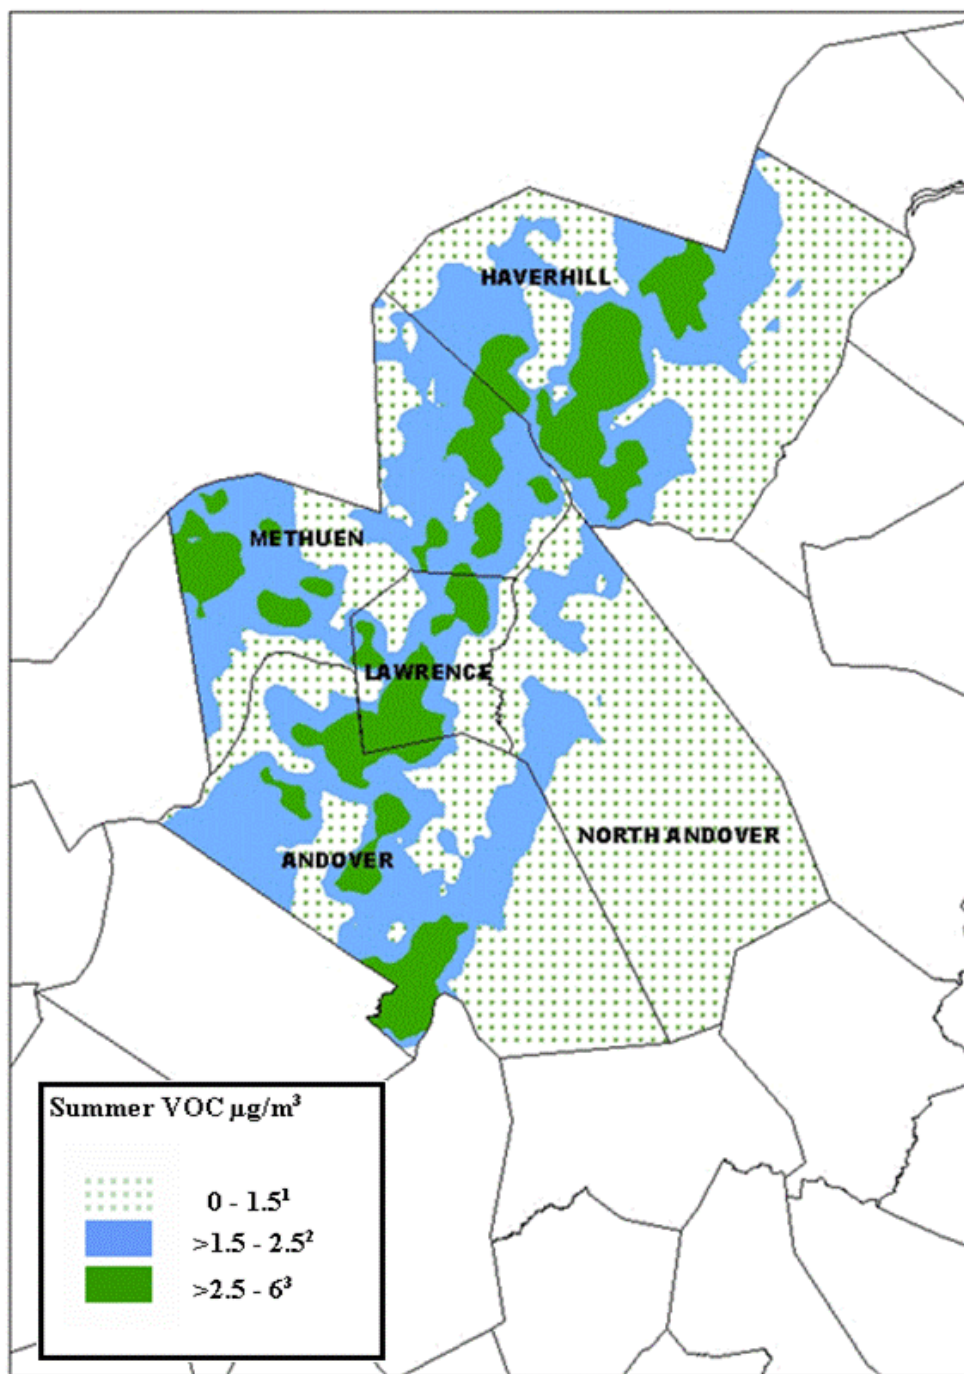 HAVERHILL
METHUEN
LAWRENCE
NORTH ANDOVER
ANDOVER
Summer VOC µg/m³
0 - 1.5¹
>1.5 - 2.5²
>2.5 - 6³